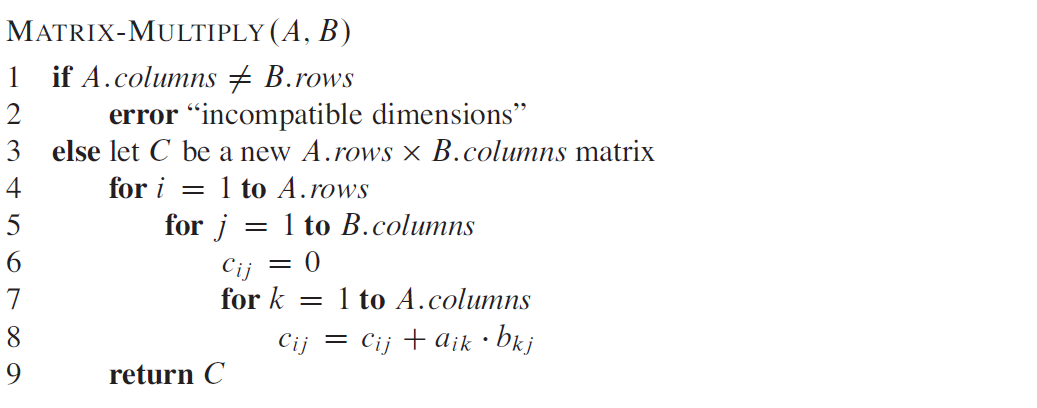 MATRIX-MULTIPLY(A, B)
1 if A.columns ≠ B.rows
2 error “incompatible dimensions”
3 else let C be a new A.rows × B.columns matrix
4 for i = 1 to A.rows
5 for j = 1 to B.columns
6 cᵢⱼ = 0
7 for k = 1 to A.columns
8 cᵢⱼ = cᵢⱼ + aᵢₖ · bₖⱼ
9 return C